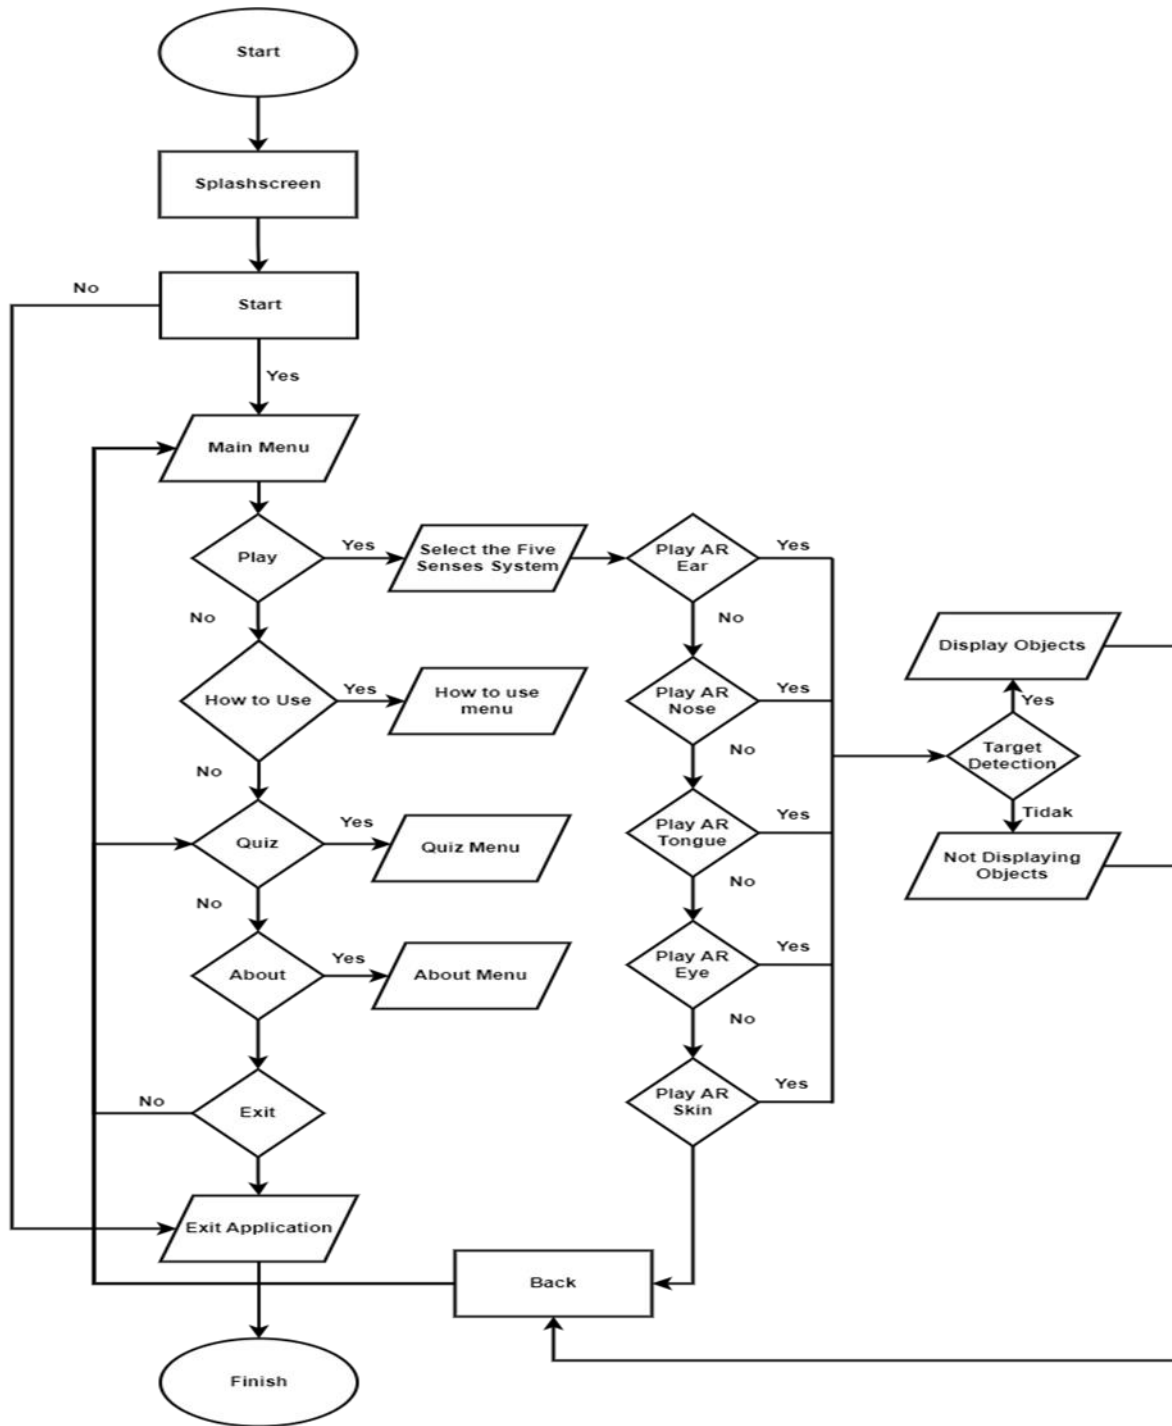 Start
Splashscreen
No
Start
Yes
Main Menu
Play
Yes
Select the Five
Senses System
Play AR
Ear
Yes
No
No
How to Use
Yes
How to use
menu
Play AR
Nose
Yes
Display Objects
Yes
No
No
Target
Detection
Tidak
Quiz
Yes
Quiz Menu
Play AR
Tongue
Yes
Not Displaying
Objects
No
No
About
Yes
About Menu
Play AR
Eye
Yes
No
No
Exit
Play AR
Skin
Yes
Exit Application
Back
Finish